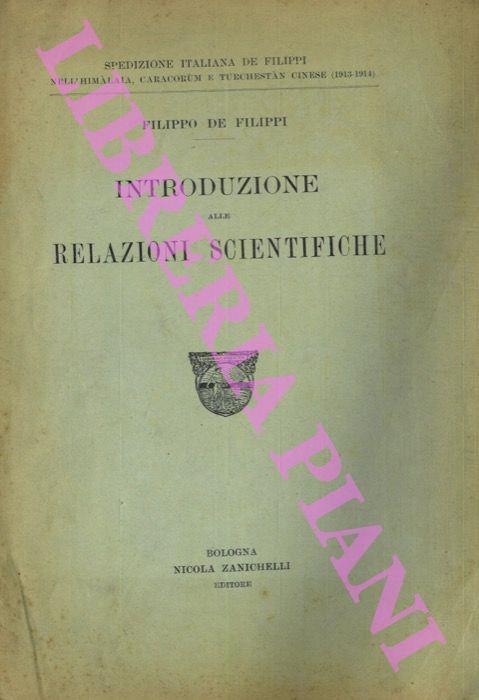 SPEDIZIONE ITALIANA DE FILIPPI
NELL'HIMÀLAIA, CARACORÙM E TURCHESTÀN CINESE (1913-1914)
FILIPPO DE FILIPPI
INTRODUZIONE
ALLE
RELAZIONI SCIENTIFICHE
BOLOGNA
NICOLA ZANICHELLI
EDITORE
LIBRERIA PIANI